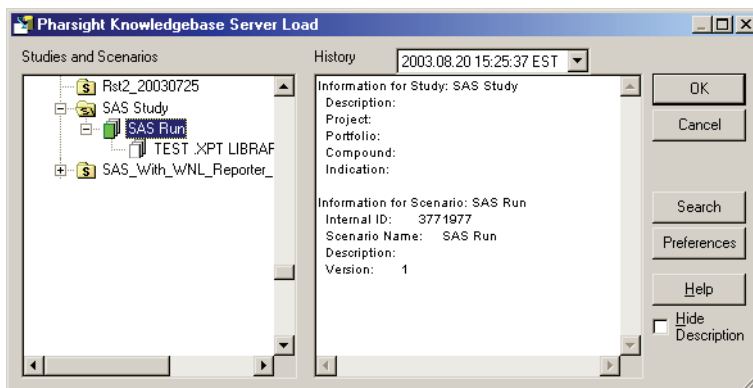 Pharsight Knowledgebase Server Load
Studies and Scenarios
History
2003.08.20 15:25:37 EST
Rst2_20030725
SAS Study
SAS Run
TEST .XPT LIBRAF
SAS_With_WNL_Reporter_
Information for Study: SAS Study
Description:
Project:
Portfolio:
Compound:
Indication:
Information for Scenario: SAS Run
Internal ID: 3771977
Scenario Name: SAS Run
Description:
Version: 1
OK
Cancel
Search
Preferences
Help
Hide
Description